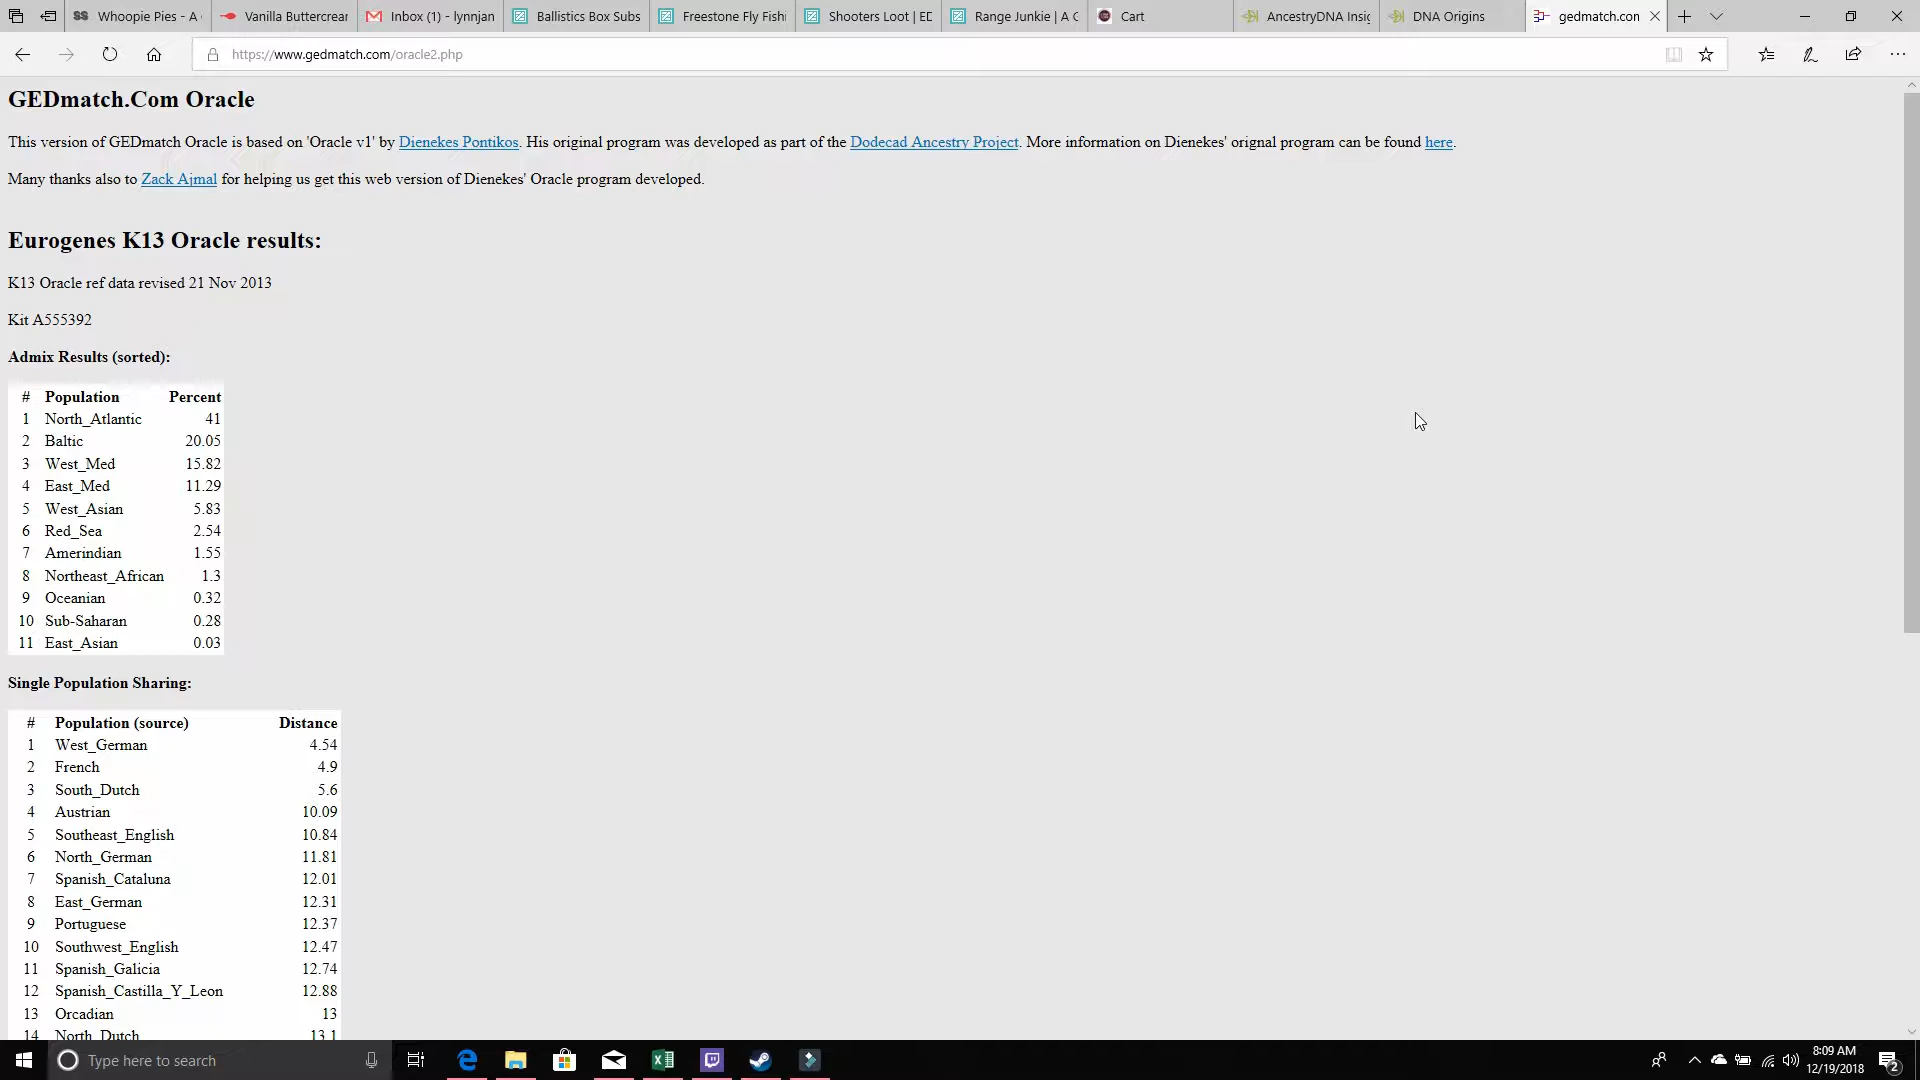 Whoopie Pies - A
Vanilla Buttercrear
Inbox (1) - lynnjan
Ballistics Box Subs
Freestone Fly Fishi
Shooters Loot | ED
Range Junkie | A G
Cart
AncestryDNA Insig
DNA Origins
gedmatch.con
https://www.gedmatch.com/oracle2.php
GEDmatch.Com Oracle
This version of GEDmatch Oracle is based on 'Oracle v1' by Dienekes Pontikos. His original program was developed as part of the Dodecad Ancestry Project. More information on Dienekes' orignal program can be found here.
Many thanks also to Zack Ajmal for helping us get this web version of Dienekes' Oracle program developed.
Eurogenes K13 Oracle results:
K13 Oracle ref data revised 21 Nov 2013
Kit A555392
Admix Results (sorted):
# Population Percent
1 North_Atlantic 41
2 Baltic 20.05
3 West_Med 15.82
4 East_Med 11.29
5 West_Asian 5.83
6 Red_Sea 2.54
7 Amerindian 1.55
8 Northeast_African 1.3
9 Oceanian 0.32
10 Sub-Saharan 0.28
11 East_Asian 0.03
Single Population Sharing:
# Population (source) Distance
1 West_German 4.54
2 French 4.9
3 South_Dutch 5.6
4 Austrian 10.09
5 Southeast_English 10.84
6 North_German 11.81
7 Spanish_Cataluna 12.01
8 East_German 12.31
9 Portuguese 12.37
10 Southwest_English 12.47
11 Spanish_Galicia 12.74
12 Spanish_Castilla_Y_Leon 12.88
13 Orcadian 13
14 North_Dutch 13.1
Type here to search
8:09 AM
12/19/2018
2